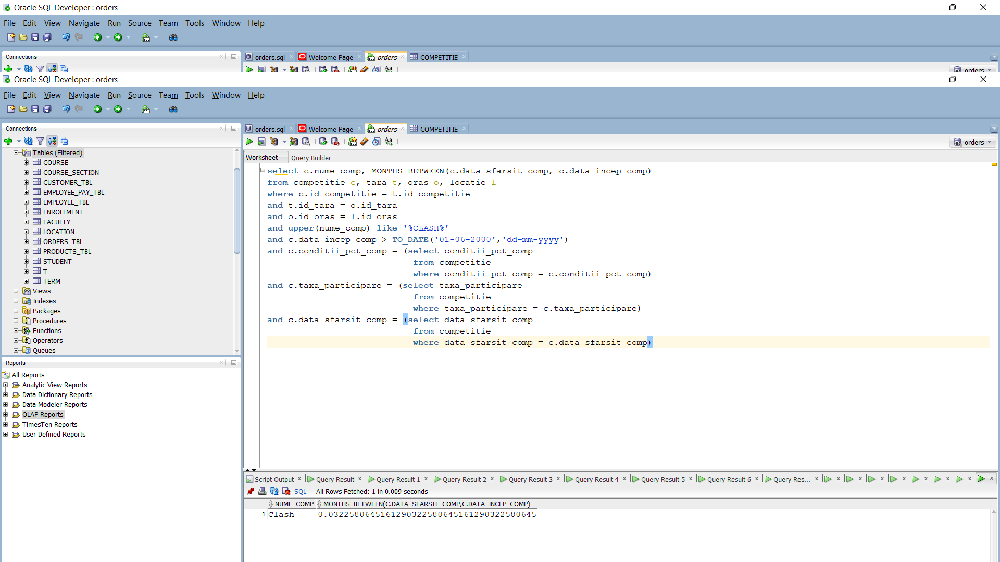 Oracle SQL Developer : orders
File Edit View Navigate Run Source Team Tools Window Help
Connections
orders.sql Welcome Page orders COMPETITIE
orders
Oracle SQL Developer : orders
File Edit View Navigate Run Source Team Tools Window Help
Connections
orders.sql Welcome Page orders COMPETITIE
orders
Tables (Filtered)
COURSE
COURSE_SECTION
CUSTOMER_TBL
EMPLOYEE_PAY_TBL
EMPLOYEE_TBL
ENROLLMENT
FACULTY
LOCATION
ORDERS_TBL
PRODUCTS_TBL
STUDENT
T
TERM
Views
Indexes
Packages
Procedures
Functions
Operators
Queues
Reports
All Reports
Analytic View Reports
Data Dictionary Reports
Data Modeler Reports
OLAP Reports
TimesTen Reports
User Defined Reports
Worksheet Query Builder
select c.nume_comp, MONTHS_BETWEEN(c.data_sfarsit_comp, c.data_incep_comp)
from competitie c, tara t, oras o, locatie l
where c.id_competitie = t.id_competitie
and t.id_tara = o.id_tara
and o.id_oras = l.id_oras
and upper(nume_comp) like '%CLASH%'
and c.data_incep_comp > TO_DATE('01-06-2000','dd-mm-yyyy')
and c.conditii_pct_comp = (select conditii_pct_comp
from competitie
where conditii_pct_comp = c.conditii_pct_comp)
and c.taxa_participare = (select taxa_participare
from competitie
where taxa_participare = c.taxa_participare)
and c.data_sfarsit_comp = (select data_sfarsit_comp
from competitie
where data_sfarsit_comp = c.data_sfarsit_comp)
Script Output Query Result Query Result 1 Query Result 2 Query Result 3 Query Result 4 Query Result 5 Query Result 6 Query Res...
SQL All Rows Fetched: 1 in 0.009 seconds
NUME_COMP MONTHS_BETWEEN(C.DATA_SFARSIT_COMP,C.DATA_INCEP_COMP)
1 Clash 0.0322580645161290322580645161290322580645